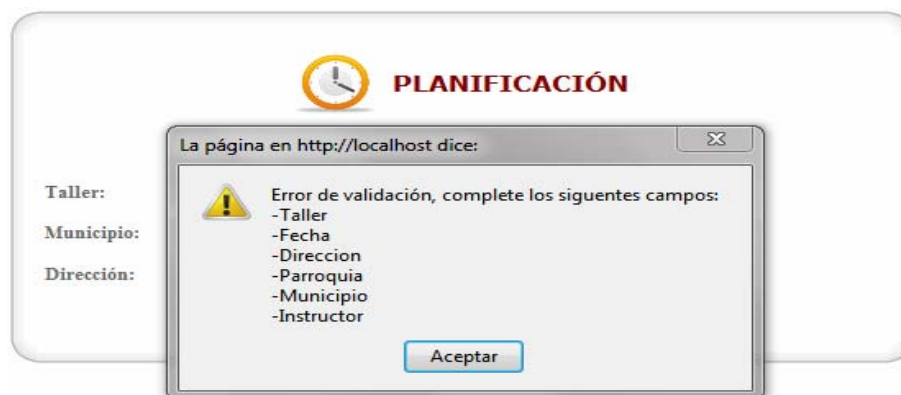 PLANIFICACIÓN
La página en http://localhost dice:
Taller:
Municipio:
Dirección:
Error de validación, complete los siguentes campos:
-Taller
-Fecha
-Direccion
-Parroquia
-Municipio
-Instructor
Aceptar